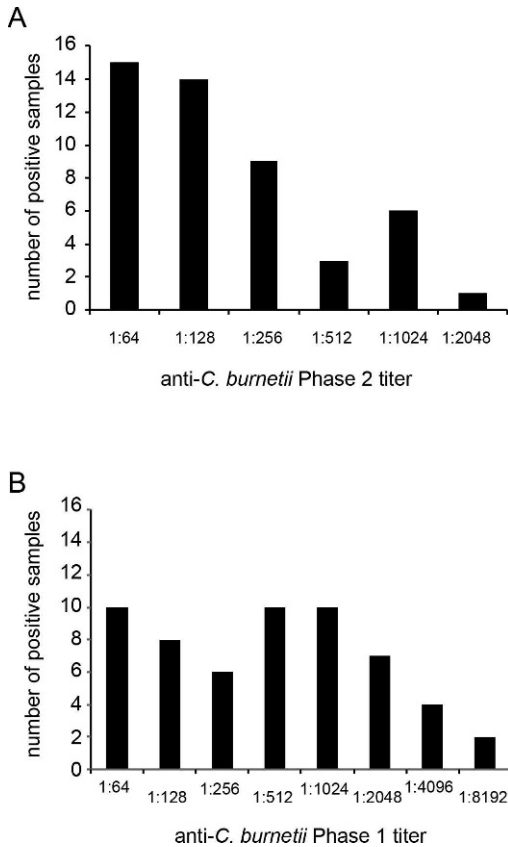 A
16
14
12
10
8
6
4
2
0
number of positive samples
1:64 1:128 1:256 1:512 1:1024 1:2048
anti-C. burnetii Phase 2 titer
B
16
14
12
10
8
6
4
2
0
number of positive samples
1:64 1:128 1:256 1:512 1:1024 1:2048 1:4096 1:8192
anti-C. burnetii Phase 1 titer